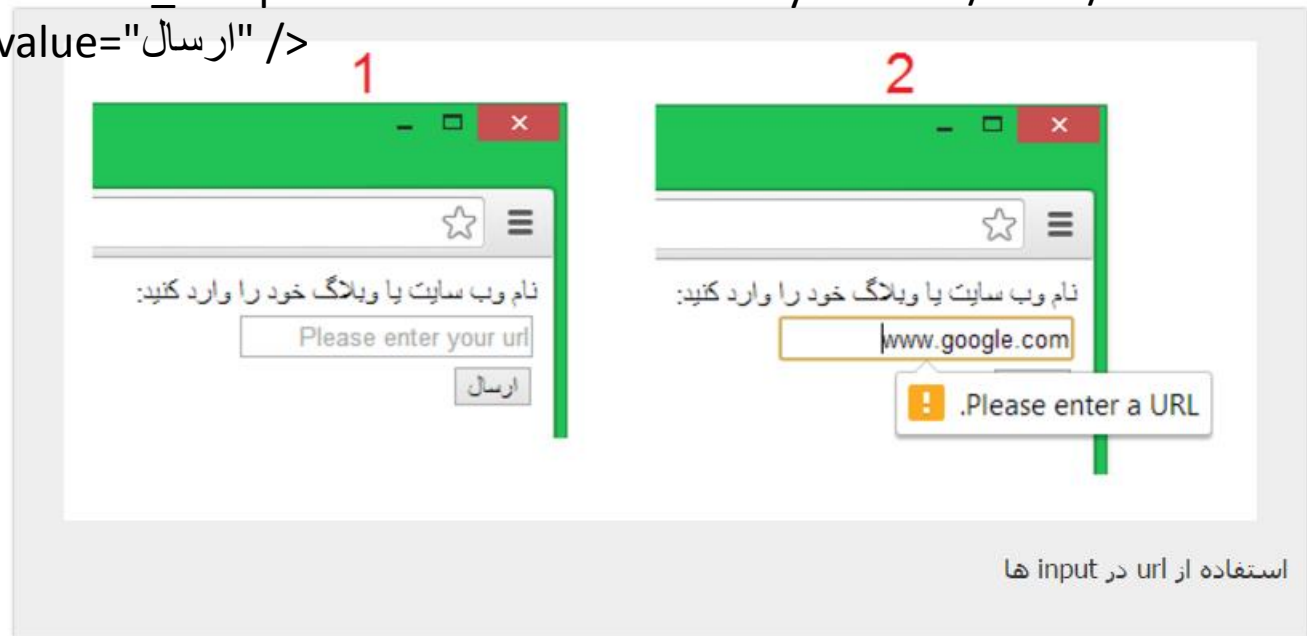 value="ارسال" />
1
2
نام وب سایت یا وبلاگ خود را وارد کنید:
Please enter your url
ارسال
نام وب سایت یا وبلاگ خود را وارد کنید:
www.google.com
.Please enter a URL
استفاده از url در input ها